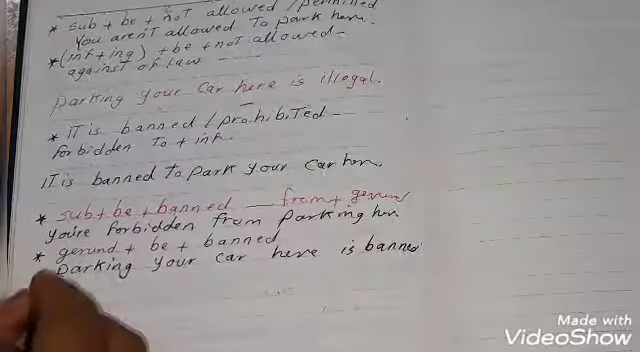 * sub + be + not allowed / permitted
You aren't allowed To park here.
* (inf + ing) + be + not allowed -
against of law
parking your car here is illegal.
* IT is banned / prohibiTed -
forbidden To + inf.
IT is banned To park your car here.
* sub + be + banned from + gerund
you're forbidden from parking here
* gerund + be + banned
parking your car here is banned
Made with
VideoShow